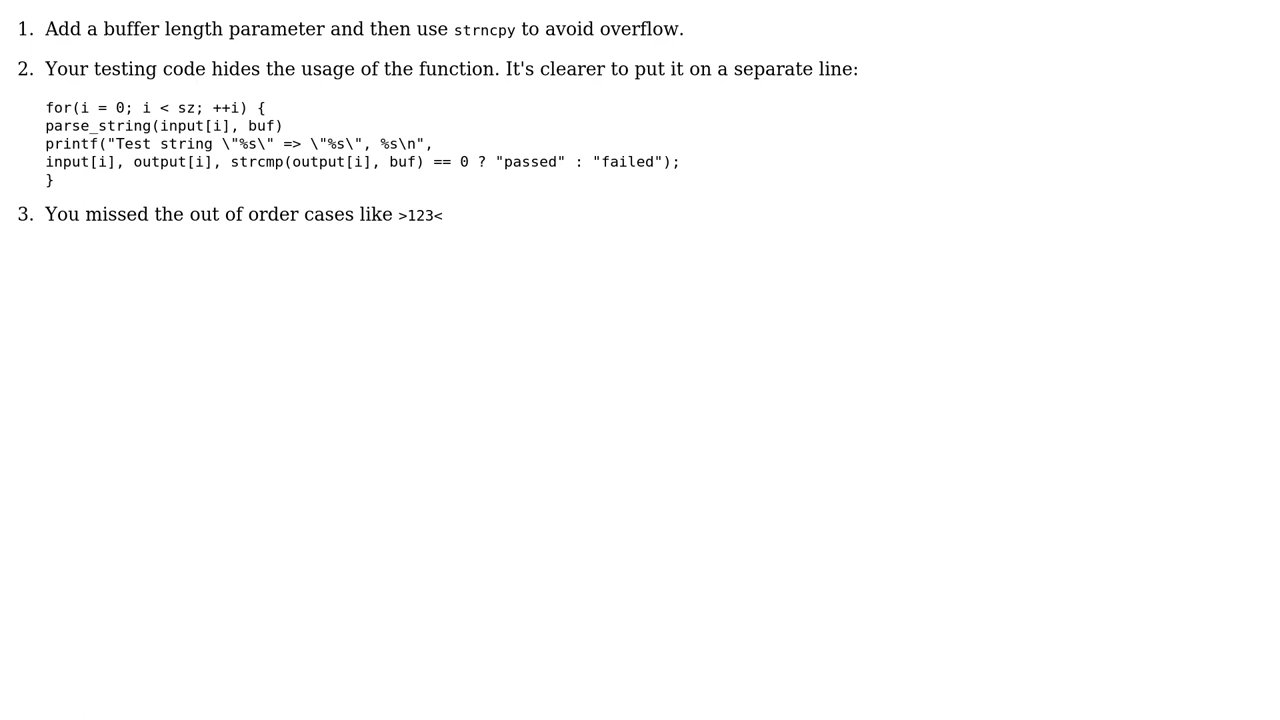 1. Add a buffer length parameter and then use strncpy to avoid overflow.
2. Your testing code hides the usage of the function. It's clearer to put it on a separate line:
for(i = 0; i < sz; ++i) {
parse_string(input[i], buf)
printf("Test string \"%s\" => \"%s\", %s\n",
input[i], output[i], strcmp(output[i], buf) == 0 ? "passed" : "failed");
}
3. You missed the out of order cases like >123<